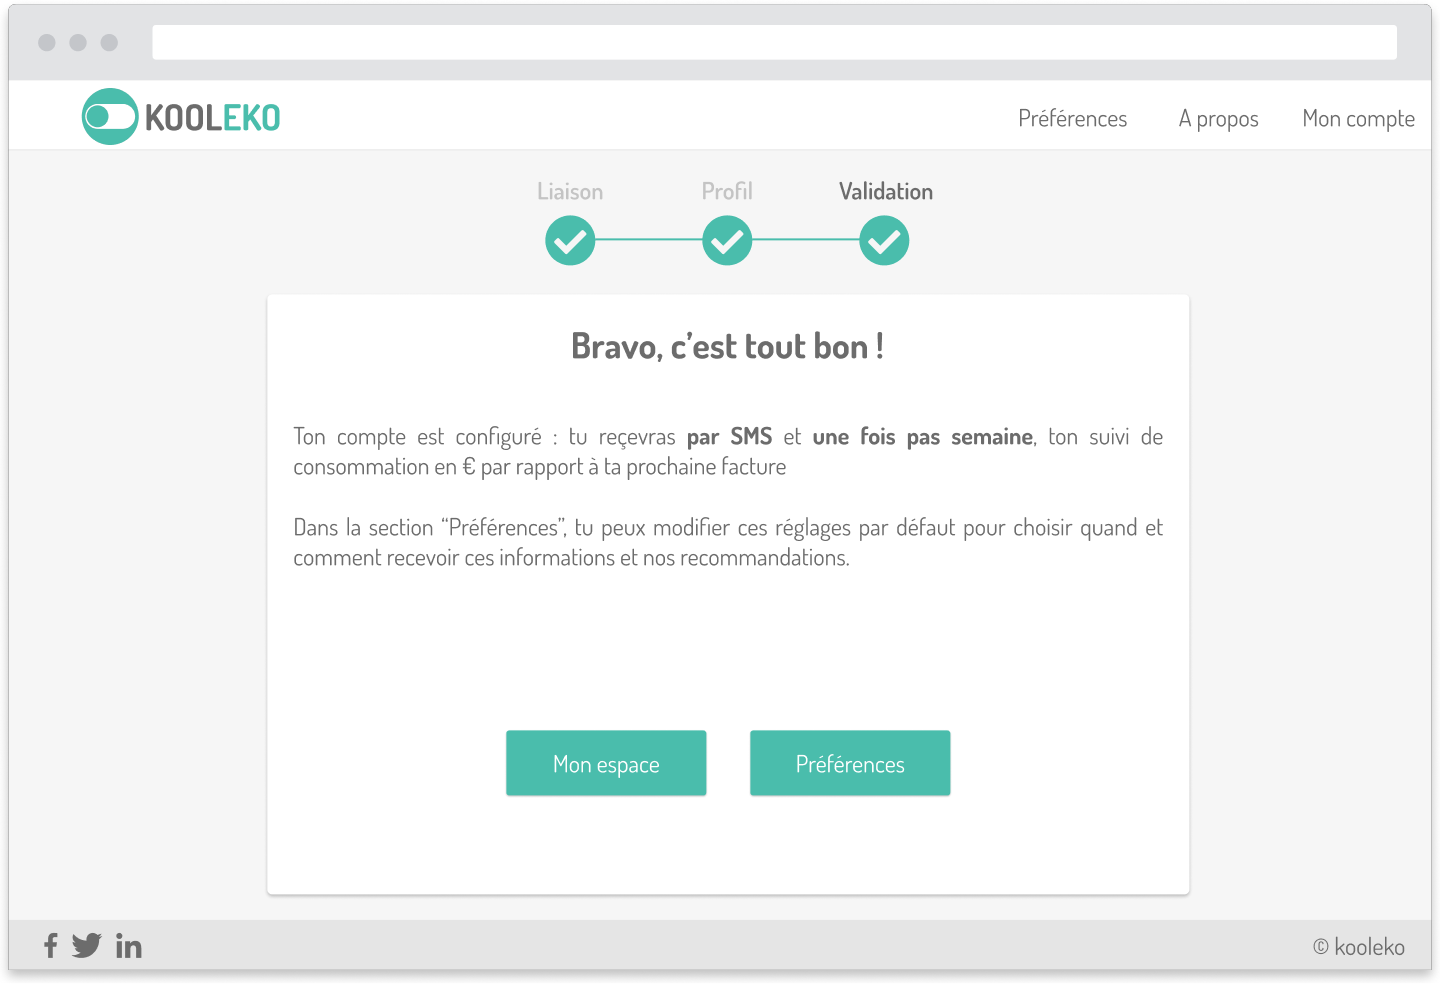 KOOLEKO
Préférences A propos Mon compte
Liaison Profil Validation
Bravo, c’est tout bon !
Ton compte est configuré : tu reçevras par SMS et une fois pas semaine, ton suivi de
consommation en € par rapport à ta prochaine facture
Dans la section “Préférences”, tu peux modifier ces réglages par défaut pour choisir quand et
comment recevoir ces informations et nos recommandations.
Mon espace Préférences
© kooleko